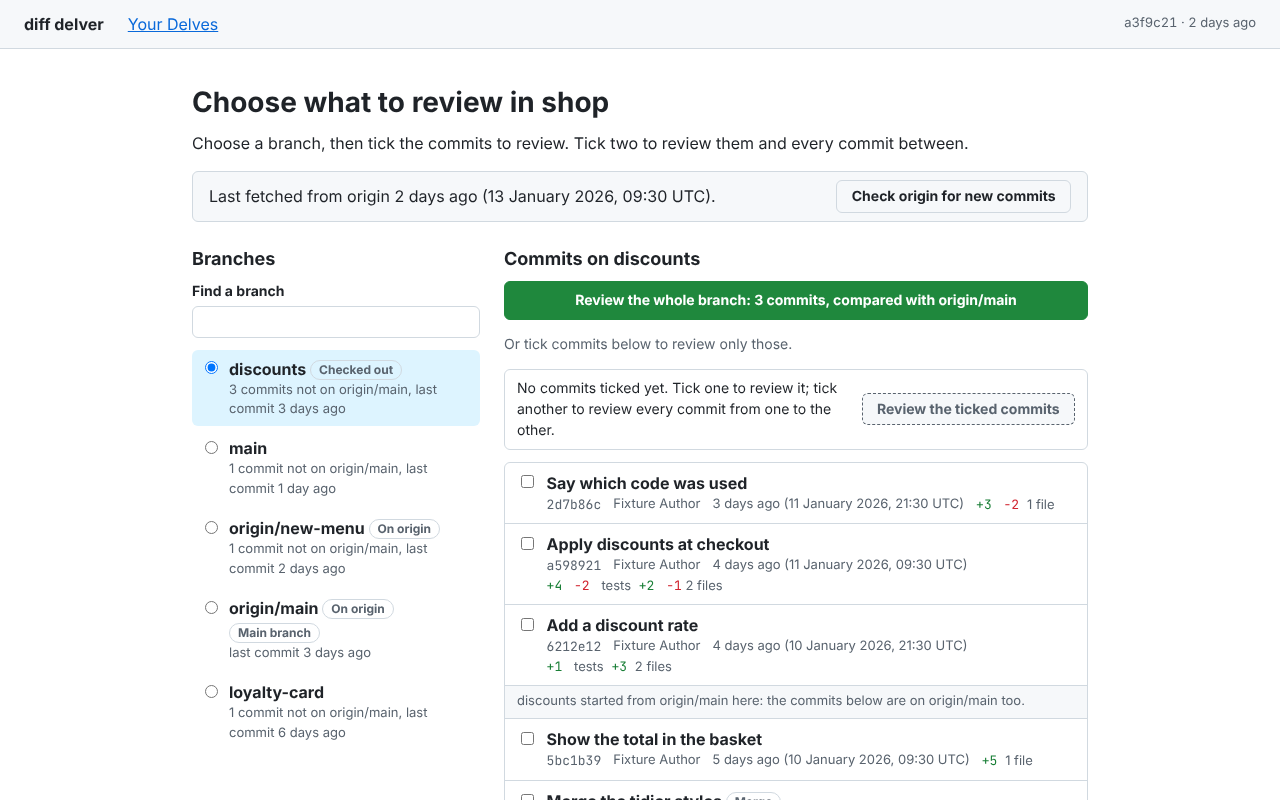 diff delver Your Delves a3f9c21 · 2 days ago
Choose what to review in shop
Choose a branch, then tick the commits to review. Tick two to review them and every commit between.
Last fetched from origin 2 days ago (13 January 2026, 09:30 UTC). Check origin for new commits
Branches
Find a branch
discounts Checked out
3 commits not on origin/main, last
commit 3 days ago
main
1 commit not on origin/main, last
commit 1 day ago
origin/new-menu On origin
1 commit not on origin/main, last
commit 2 days ago
origin/main On origin
Main branch
last commit 3 days ago
loyalty-card
1 commit not on origin/main, last
commit 6 days ago
Commits on discounts
Review the whole branch: 3 commits, compared with origin/main
Or tick commits below to review only those.
No commits ticked yet. Tick one to review it; tick
another to review every commit from one to the
other.
Review the ticked commits
Say which code was used
2d7b86c Fixture Author 3 days ago (11 January 2026, 21:30 UTC) +3 -2 1 file
Apply discounts at checkout
a598921 Fixture Author 4 days ago (11 January 2026, 09:30 UTC)
+4 -2 tests +2 -1 2 files
Add a discount rate
6212e12 Fixture Author 4 days ago (10 January 2026, 21:30 UTC)
+1 tests +3 2 files
discounts started from origin/main here: the commits below are on origin/main too.
Show the total in the basket
5bc1b39 Fixture Author 5 days ago (10 January 2026, 09:30 UTC) +5 1 file
Merge the tidier styles Merge